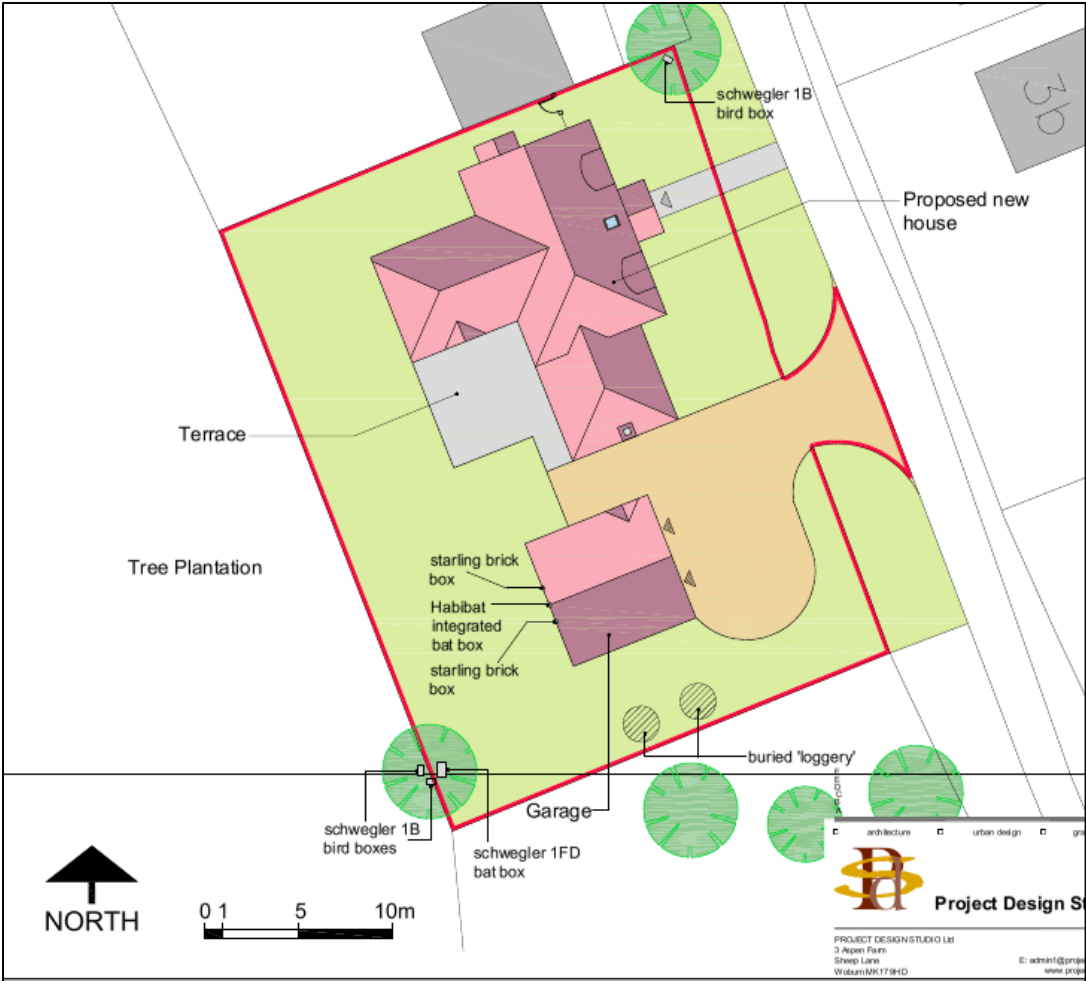 3b
schwegler 1B
bird box
Proposed new
house
Terrace
Tree Plantation
starling brick
box
Habibat
integrated
bat box
starling brick
box
buried 'loggery'
Garage
schwegler 1B
bird boxes
schwegler 1FD
bat box
NORTH
0 1 5 10m
architecture urban design gra
Project Design St
PROJECT DESIGN STUDIO Ltd
3 Aspen Farm
Sheep Lane
Woburn MK17 9HD
E: admin1@proje
www.proje